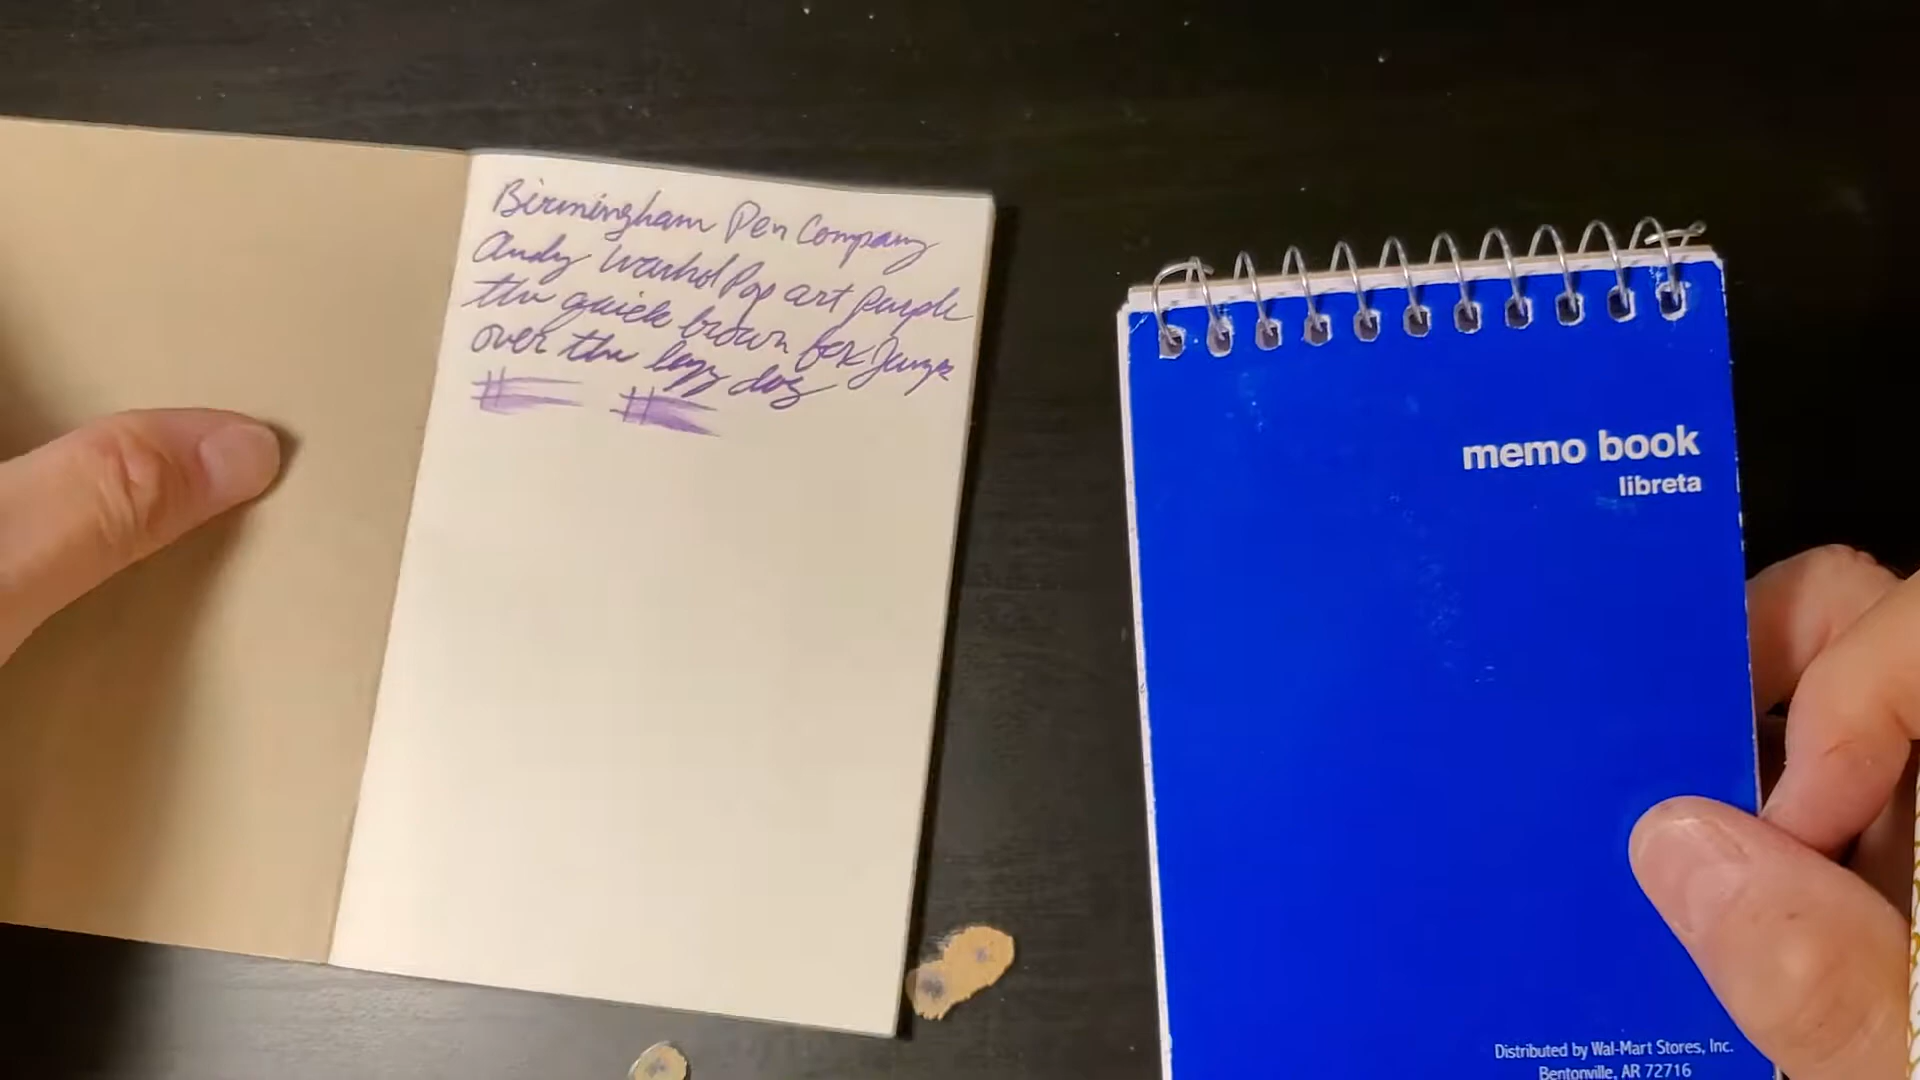 Birmingham Pen Company
Andy Warhol Pop art purple
the quick brown fox Jumps
over the lazy dog
memo book
libreta
Distributed by Wal-Mart Stores, Inc.
Bentonville, AR 72716